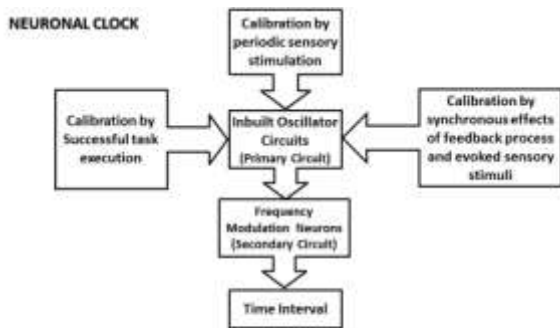 NEURONAL CLOCK
Calibration by
periodic sensory
stimulation
Calibration by
Successful task
execution
Inbuilt Oscillator
Circuits
(Primary Circuit)
Calibration by
synchronous effects
of feedback process
and evoked sensory
stimuli
Frequency
Modulation Neurons
(Secondary Circuit)
Time Interval